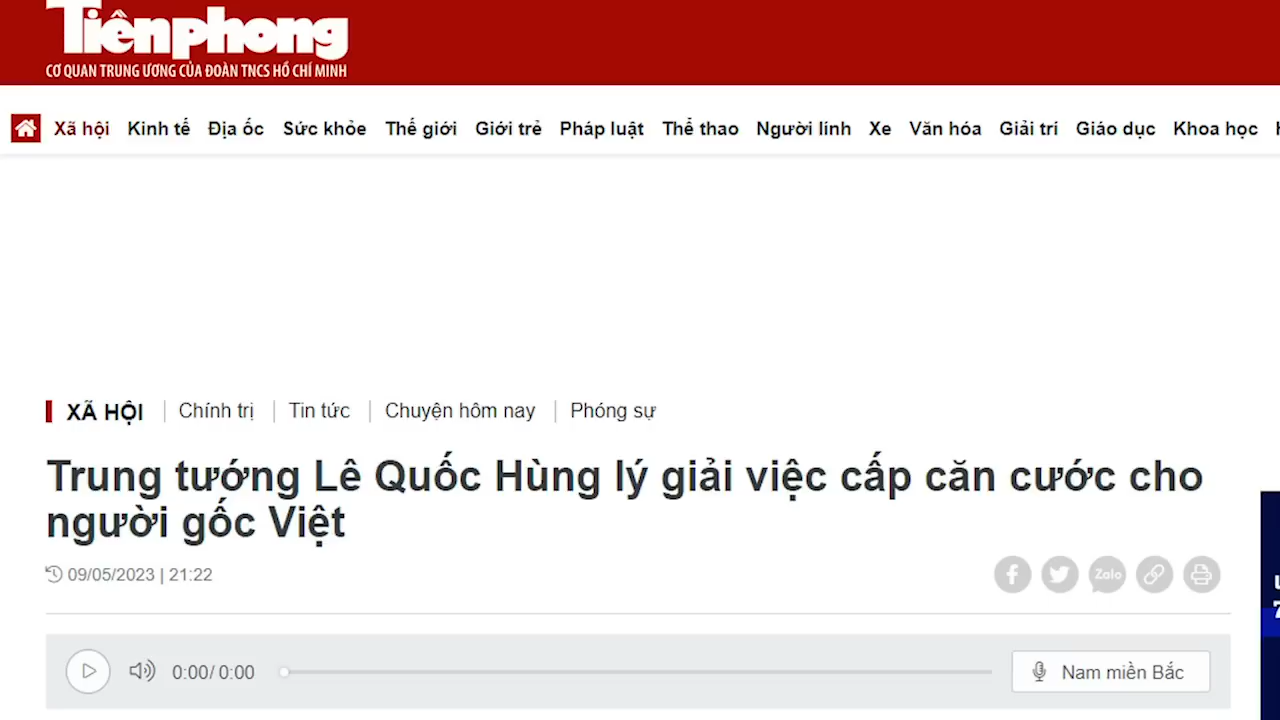 Tiênphong
CƠ QUAN TRUNG ƯƠNG CỦA ĐOÀN TNCS HỒ CHÍ MINH
Xã hội Kinh tế Địa ốc Sức khỏe Thế giới Giới trẻ Pháp luật Thể thao Người lính Xe Văn hóa Giải trí Giáo dục Khoa học
XÃ HỘI Chính trị Tin tức Chuyện hôm nay Phóng sự
Trung tướng Lê Quốc Hùng lý giải việc cấp căn cước cho
người gốc Việt
09/05/2023 | 21:22
Zalo
0:00/ 0:00
Nam miền Bắc